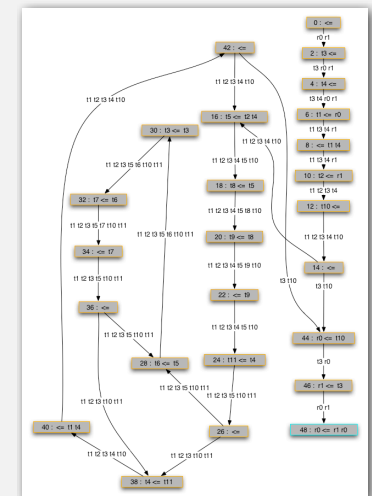 0 : <=
r0 r1
2 : t3 <=
t3 r0 r1
4 : t4 <=
t3 t4 r0 r1
6 : t1 <= r0
t1 t3 t4 r1
8 : <= t1 t4
t1 t3 t4 r1
10 : t2 <= r1
t1 t2 t3 t4
12 : t10 <=
t1 t2 t3 t4 t10
14 : <=
t3 t10
44 : r0 <= t10
t3 r0
46 : r1 <= t3
r0 r1
48 : r0 <= r1 r0
42 : <=
t1 t2 t3 t4 t10
t3 t10
16 : t5 <= t2 t4
t1 t2 t3 t4 t10
t1 t2 t3 t4 t5 t10
18 : t8 <= t5
t1 t2 t3 t4 t5 t8 t10
20 : t9 <= t8
t1 t2 t3 t4 t5 t9 t10
22 : <= t9
t1 t2 t3 t4 t5 t10
24 : t11 <= t4
t1 t2 t3 t5 t10 t11
26 : <=
t1 t2 t3 t5 t10 t11
t1 t2 t3 t10 t11
28 : t6 <= t5
t1 t2 t3 t5 t6 t10 t11
30 : t3 <= t3
t1 t2 t3 t5 t6 t10 t11
32 : t7 <= t6
t1 t2 t3 t5 t7 t10 t11
34 : <= t7
t1 t2 t3 t5 t10 t11
36 : <=
t1 t2 t3 t5 t10 t11
t1 t2 t3 t10 t11
38 : t4 <= t11
t1 t2 t3 t4 t10
40 : <= t1 t4
t1 t2 t3 t4 t10